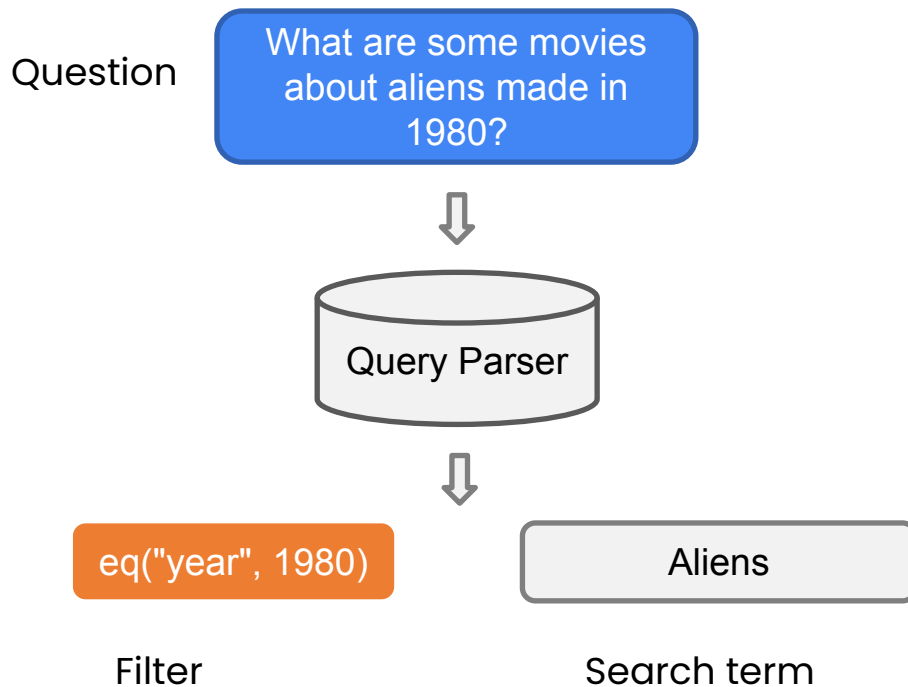 Question
What are some movies
about aliens made in
1980?
Query Parser
eq("year", 1980)
Aliens
Filter
Search term